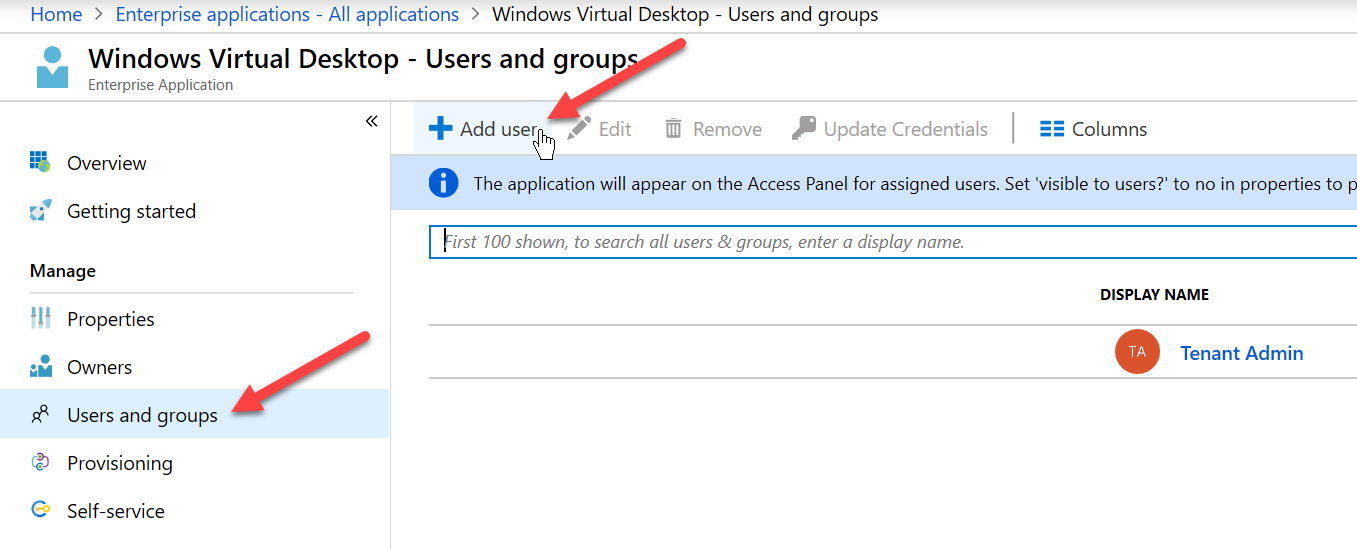 Home > Enterprise applications - All applications > Windows Virtual Desktop - Users and groups
Windows Virtual Desktop - Users and groups
Enterprise Application
«
Add user
Edit
Remove
Update Credentials
Columns
Overview
Getting started
Manage
Properties
Owners
Users and groups
Provisioning
Self-service
The application will appear on the Access Panel for assigned users. Set 'visible to users?' to no in properties to p
First 100 shown, to search all users & groups, enter a display name.
DISPLAY NAME
TA
Tenant Admin